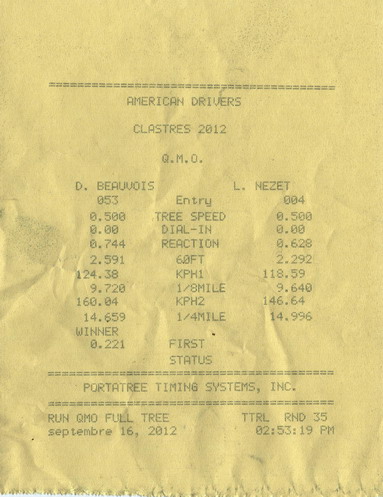 ==================================================
AMERICAN DRIVERS
CLASTRES 2012
Q.M.O.
D. BEAUVOIS L. NEZET
053 Entry 004
0.500 TREE SPEED 0.500
0.00 DIAL-IN 0.00
0.744 REACTION 0.628
2.591 60FT 2.292
124.38 KPH1 118.59
9.720 1/8MILE 9.640
160.04 KPH2 146.64
14.659 1/4MILE 14.996
WINNER
0.221 FIRST
STATUS
==================================================
PORTATREE TIMING SYSTEMS, INC.
==================================================
RUN QMO FULL TREE TTRL RND 35
septembre 16, 2012 02:53:19 PM